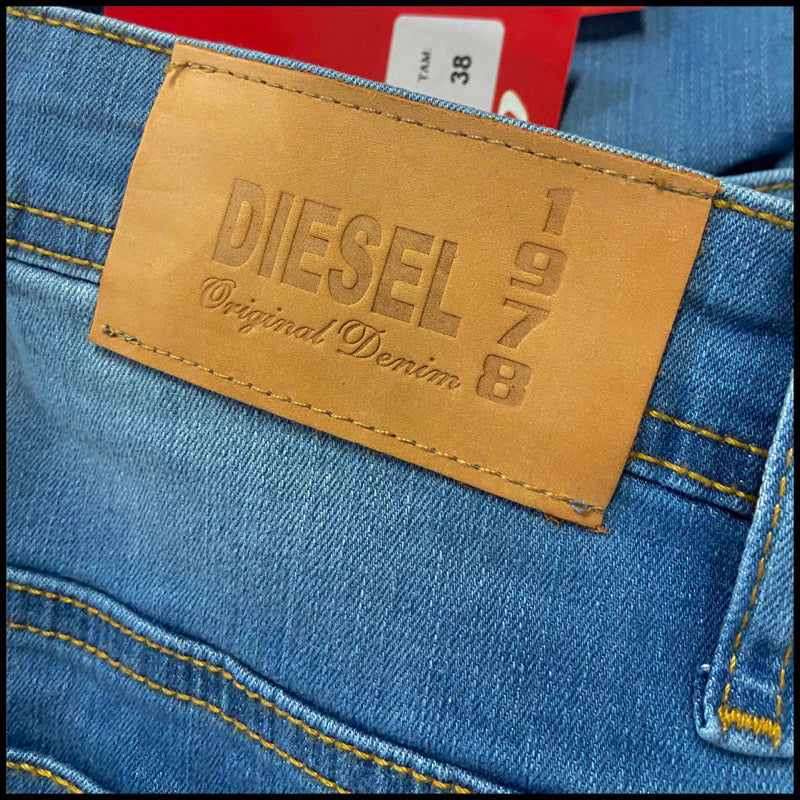 TAM:
38
DIESEL
Original Denim
1
9
7
8